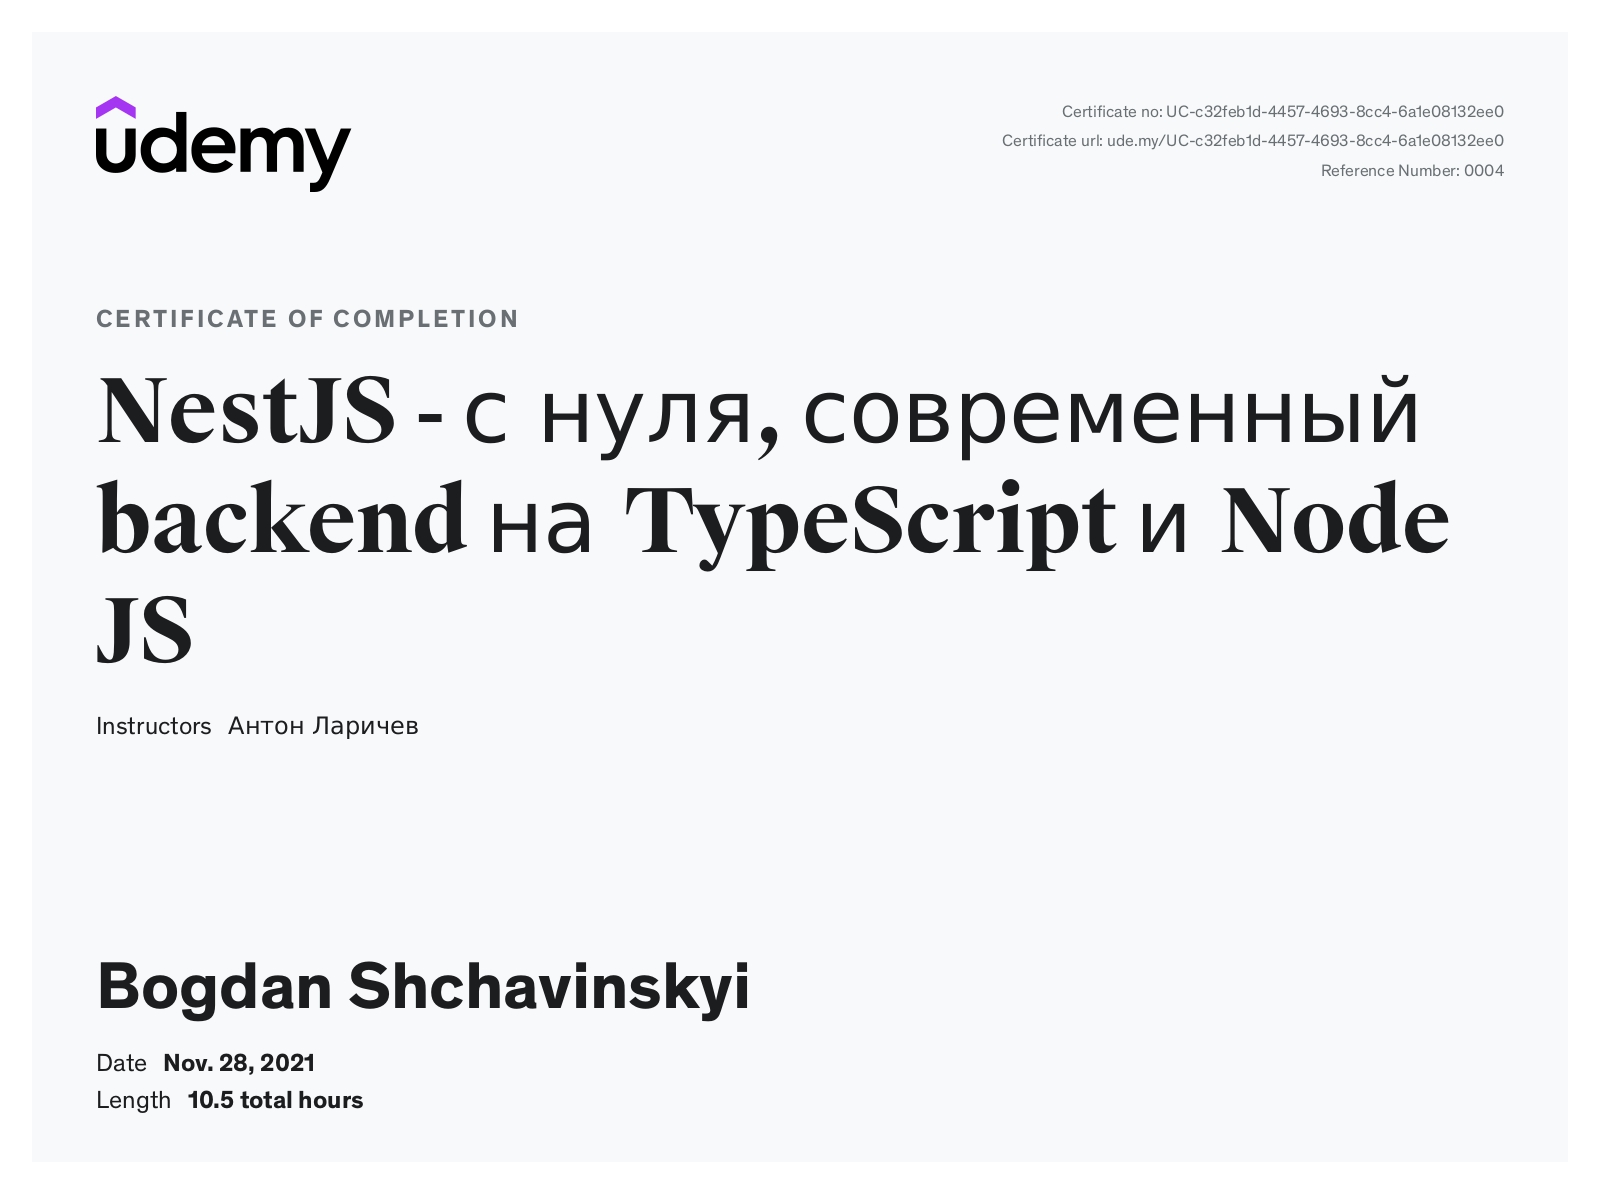 udemy
Certificate no: UC-c32feb1d-4457-4693-8cc4-6a1e08132ee0
Certificate url: ude.my/UC-c32feb1d-4457-4693-8cc4-6a1e08132ee0
Reference Number: 0004
CERTIFICATE OF COMPLETION
NestJS - с нуля, современный
backend на TypeScript и Node
JS
Instructors Антон Ларичев
Bogdan Shchavinskyi
Date Nov. 28, 2021
Length 10.5 total hours